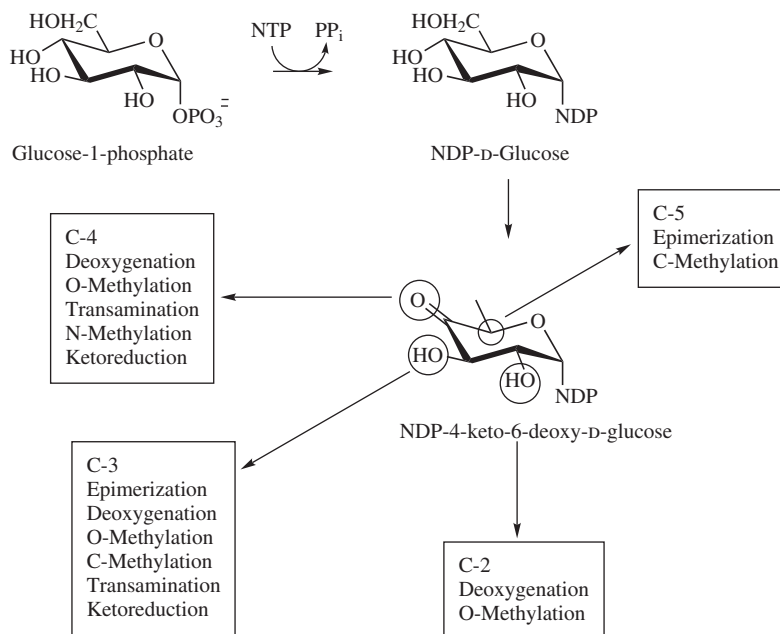 HOH₂C
O
HO
HO
HO
OPO₃⁼
Glucose-1-phosphate
NTP PPᵢ
HOH₂C
O
HO
HO
HO
NDP
NDP-D-Glucose
C-5
Epimerization
C-Methylation
C-4
Deoxygenation
O-Methylation
Transamination
N-Methylation
Ketoreduction
O
O
HO
HO
NDP
NDP-4-keto-6-deoxy-D-glucose
C-3
Epimerization
Deoxygenation
O-Methylation
C-Methylation
Transamination
Ketoreduction
C-2
Deoxygenation
O-Methylation